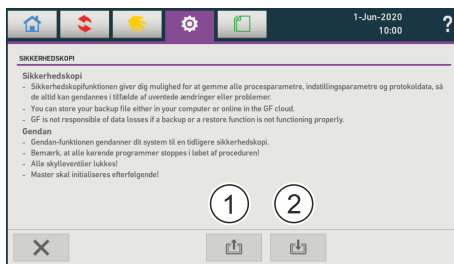 1-Jun-2020
10:00
?
SIKKERHEDSKOPI
Sikkerhedskopi
- Sikkerhedskopifunktionen giver dig mulighed for at gemme alle procesparametre, indstillingsparametre og protokoldata, så
de altid kan gendannes i tilfælde af uventede ændringer eller problemer.
- You can store your backup file either in your computer or online in the GF cloud.
- GF is not responsible of data losses if a backup or a restore function is not functioning properly.
Gendan
- Gendan-funktionen gendanner dit system til en tidligere sikkerhedskopi.
- Bemærk, at alle kørende programmer stoppes i løbet af proceduren!
- Alle skylleventiler lukkes!
- Master skal initialiseres efterfølgende!
1 2